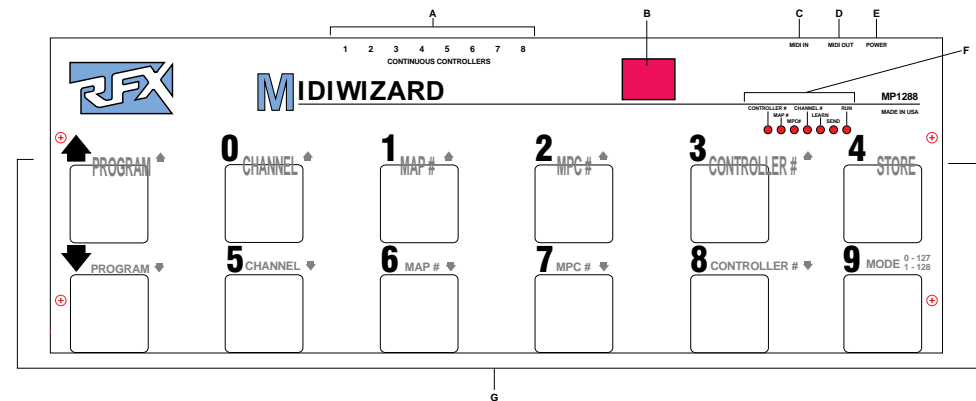 A B C D E
1 2 3 4 5 6 7 8
CONTINUOUS CONTROLLERS
MIDI IN MIDI OUT POWER
F
RFX
MIDIWIZARD
MP1288
MADE IN USA
CONTROLLER # CHANNEL # RUN
MAP # LEARN
MPC# SEND
PROGRAM
0 CHANNEL
1 MAP #
2 MPC #
3 CONTROLLER #
4 STORE
PROGRAM
5 CHANNEL
6 MAP #
7 MPC #
8 CONTROLLER #
9 MODE 0 - 127
1 - 128
G